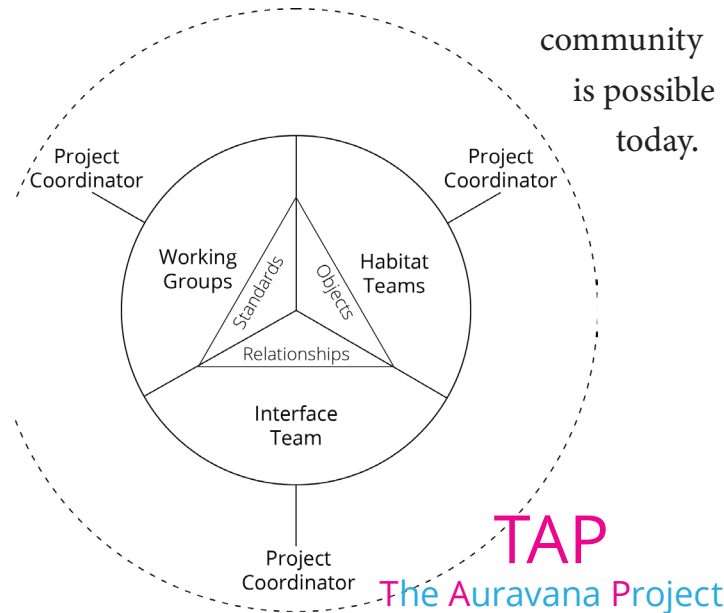 community
is possible
today.
Project
Coordinator
Project
Coordinator
Working
Groups
Standards
Objects
Habitat
Teams
Relationships
Interface
Team
Project
Coordinator
TAP
The Auravana Project